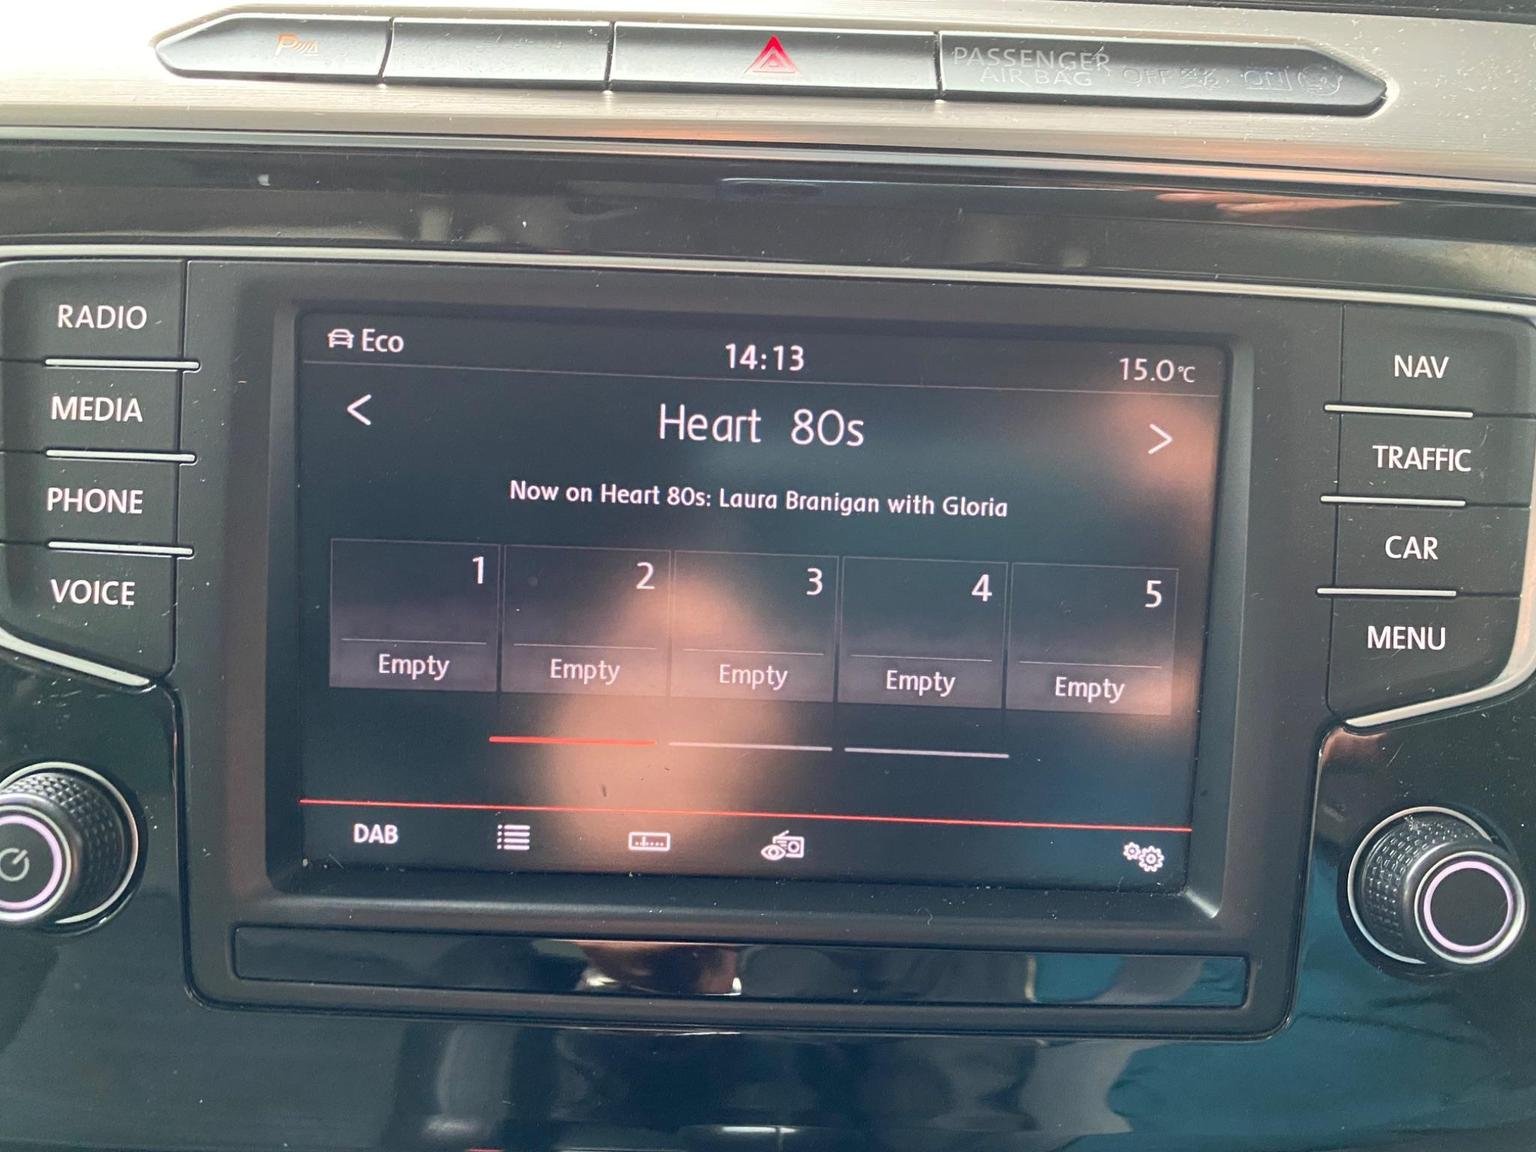 P
PASSENGER
AIR BAG OFF ON
RADIO
MEDIA
PHONE
VOICE
Eco
14:13
15.0°C
<
Heart 80s
>
Now on Heart 80s: Laura Branigan with Gloria
1
2
3
4
5
Empty
Empty
Empty
Empty
Empty
DAB
NAV
TRAFFIC
CAR
MENU